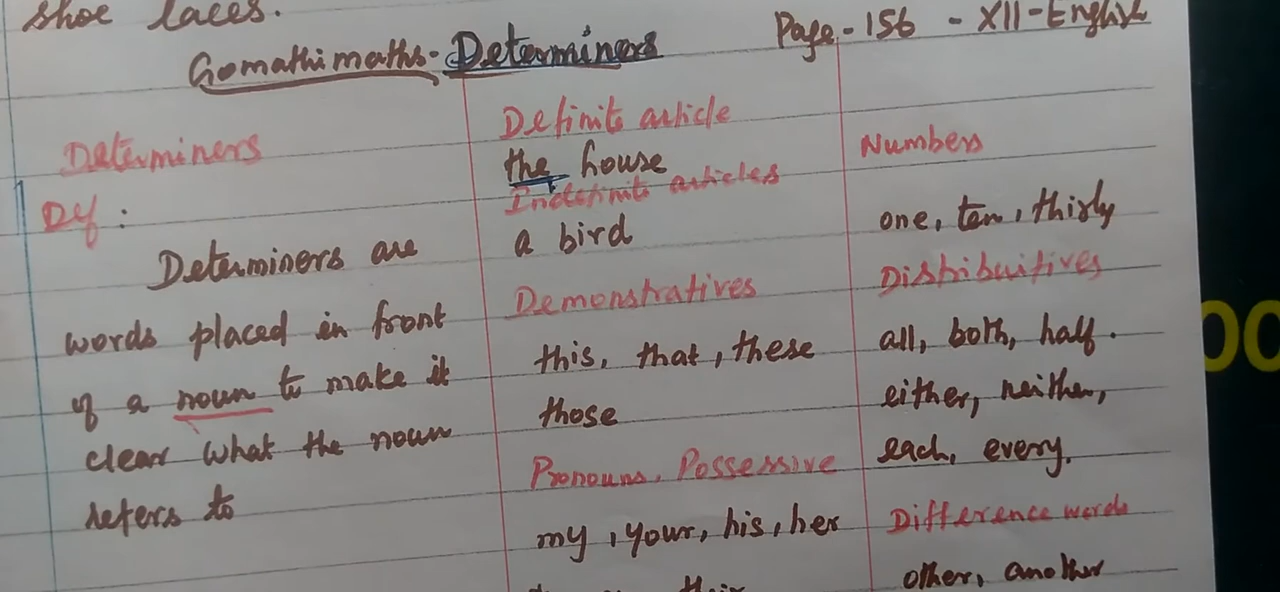 shoe laces.
Gomathimaths - Determiners
Page - 156 - XII - English
Determiners
Def :
Determiners are
words placed in front
of a noun to make it
clear what the noun
refers to
Definite article
the house
Indefinite articles
a bird
Demonstratives
this, that, these
those
Pronouns, Possessive
my, your, his, her
their
Numbers
one, ten, thirty
Distribuitives
all, both, half.
either, neither,
each, every.
Difference words
other, another